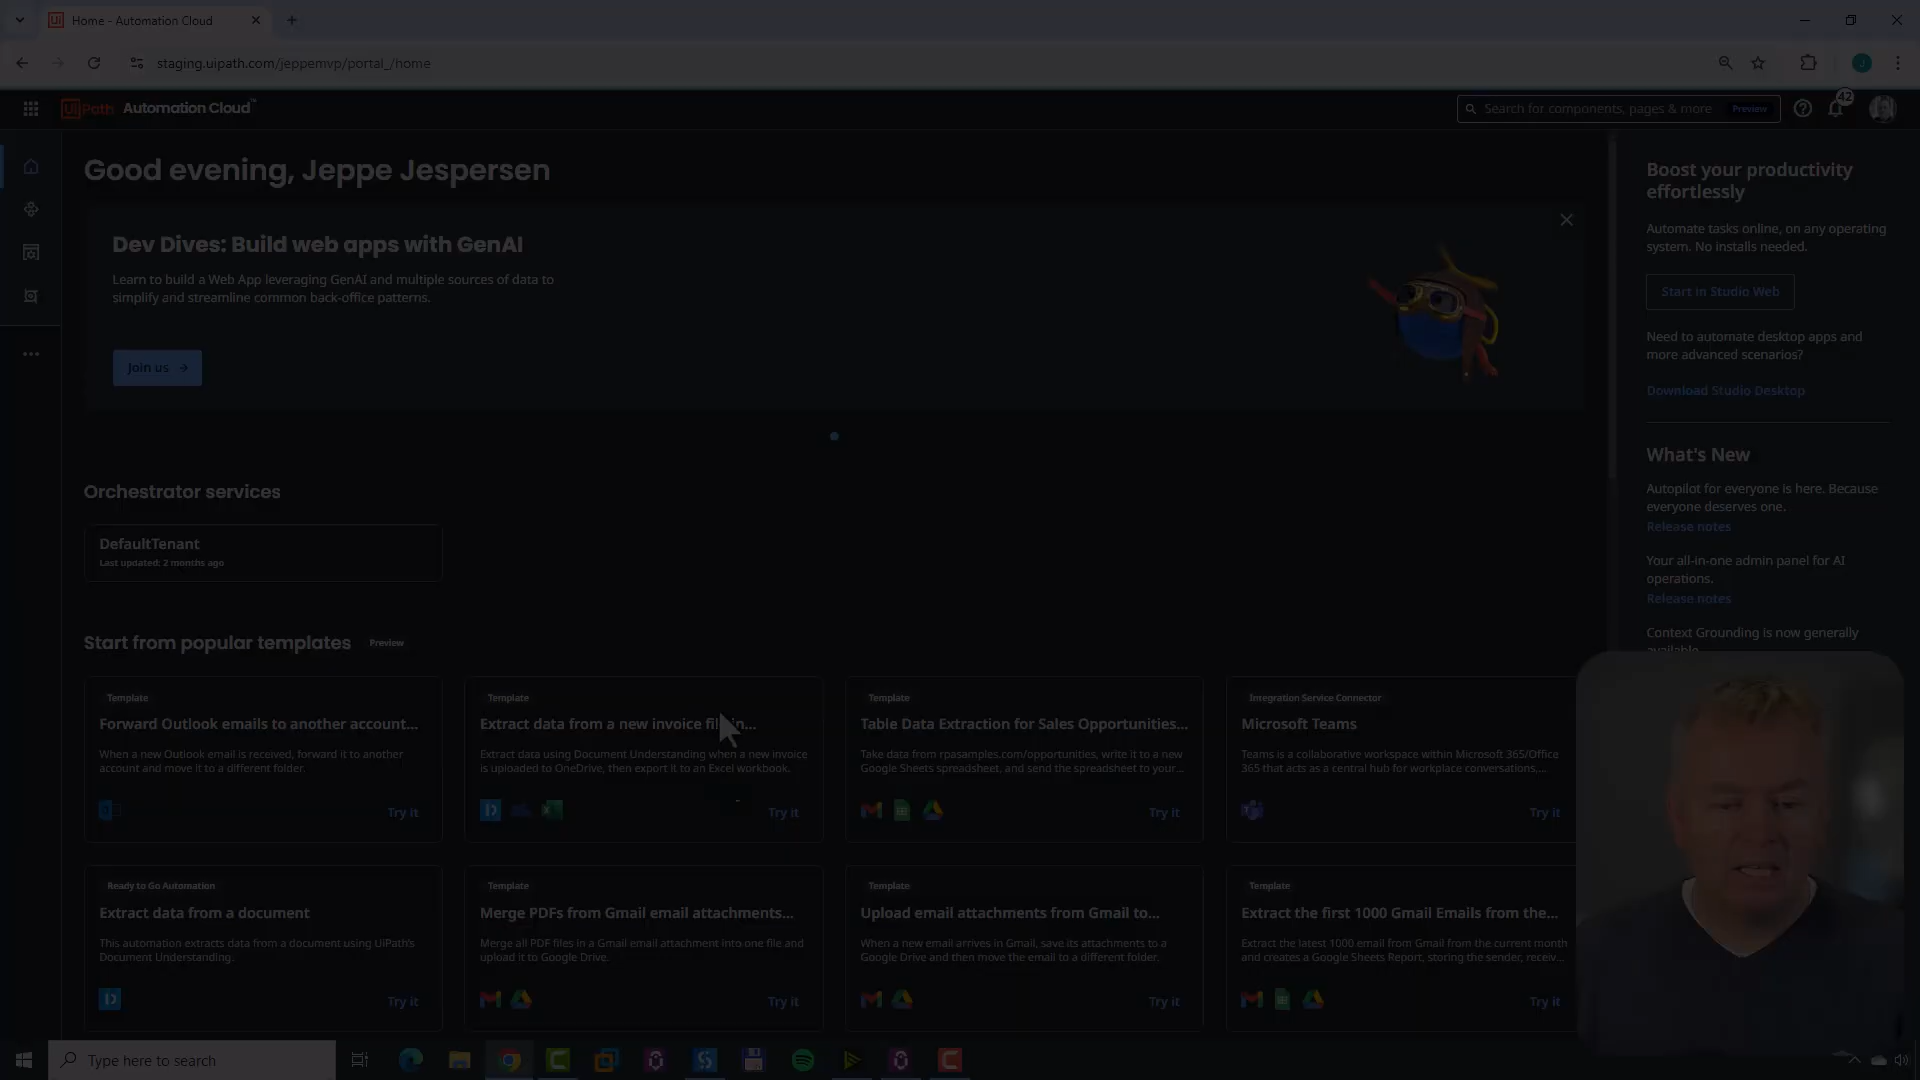 Home - Automation Cloud
staging.uipath.com/jeppemvp/portal_/home
UiPath Automation Cloud™
Search for components, pages & more Preview
42
Good evening, Jeppe Jespersen
Dev Dives: Build web apps with GenAI
Learn to build a Web App leveraging GenAI and multiple sources of data to
simplify and streamline common back-office patterns.
Join us
Orchestrator services
DefaultTenant
Last updated: 2 months ago
Start from popular templates Preview
Template
Forward Outlook emails to another account...
When a new Outlook email is received, forward it to another
account and move it to a different folder.
Try it
Template
Extract data from a new invoice file in...
Extract data using Document Understanding when a new invoice
is uploaded to OneDrive, then export it to an Excel workbook.
Try it
Template
Table Data Extraction for Sales Opportunities...
Take data from rpasamples.com/opportunities, write it to a new
Google Sheets spreadsheet, and send the spreadsheet to your...
Try it
Integration Service Connector
Microsoft Teams
Teams is a collaborative workspace within Microsoft 365/Office
365 that acts as a central hub for workplace conversations,...
Try it
Ready to Go Automation
Extract data from a document
This automation extracts data from a document using UiPath's
Document Understanding.
Try it
Template
Merge PDFs from Gmail email attachments...
Merge all PDF files in a Gmail email attachment into one file and
upload it to Google Drive.
Try it
Template
Upload email attachments from Gmail to...
When a new email arrives in Gmail, save its attachments to a
Google Drive and then move the email to a different folder.
Try it
Template
Extract the first 1000 Gmail Emails from the...
Extract the latest 1000 email from Gmail from the current month
and creates a Google Sheets Report, storing the sender, receiv...
Try it
Boost your productivity
effortlessly
Automate tasks online, on any operating
system. No installs needed.
Start in Studio Web
Need to automate desktop apps and
more advanced scenarios?
Download Studio Desktop
What's New
Autopilot for everyone is here. Because
everyone deserves one.
Release notes
Your all-in-one admin panel for AI
operations.
Release notes
Context Grounding is now generally
available
Type here to search